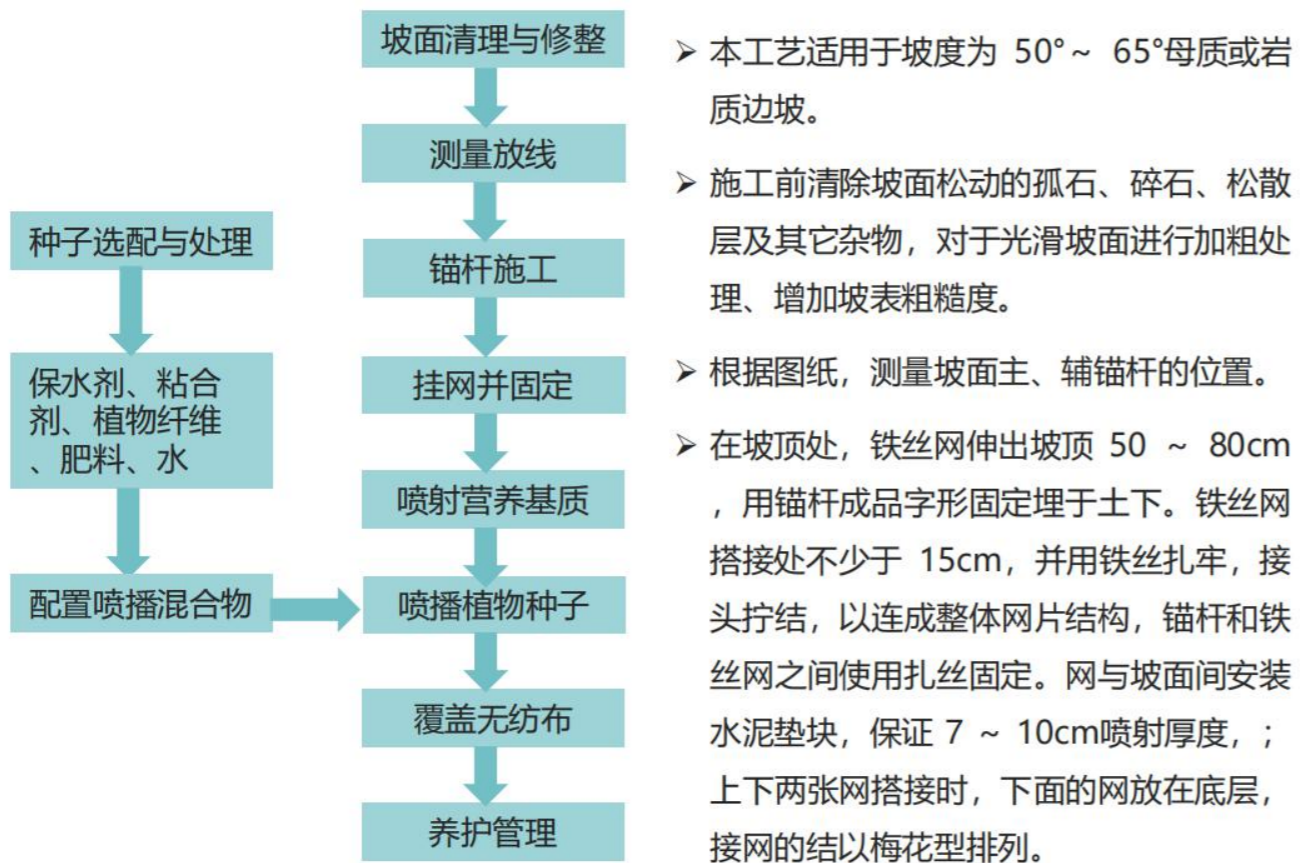 坡面清理与修整
测量放线
锚杆施工
挂网并固定
喷射营养基质
喷播植物种子
覆盖无纺布
养护管理
种子选配与处理
保水剂、粘合
剂、植物纤维
、肥料、水
配置喷播混合物
➢ 本工艺适用于坡度为 50°~ 65°母质或岩
质边坡。
➢ 施工前清除坡面松动的孤石、碎石、松散
层及其它杂物，对于光滑坡面进行加粗处
理、增加坡表粗糙度。
➢ 根据图纸，测量坡面主、辅锚杆的位置。
➢ 在坡顶处，铁丝网伸出坡顶 50 ~ 80cm
，用锚杆成品字形固定埋于土下。铁丝网
搭接处不少于 15cm，并用铁丝扎牢，接
头拧结，以连成整体网片结构，锚杆和铁
丝网之间使用扎丝固定。网与坡面间安装
水泥垫块，保证 7 ~ 10cm喷射厚度，；
上下两张网搭接时，下面的网放在底层，
接网的结以梅花型排列。